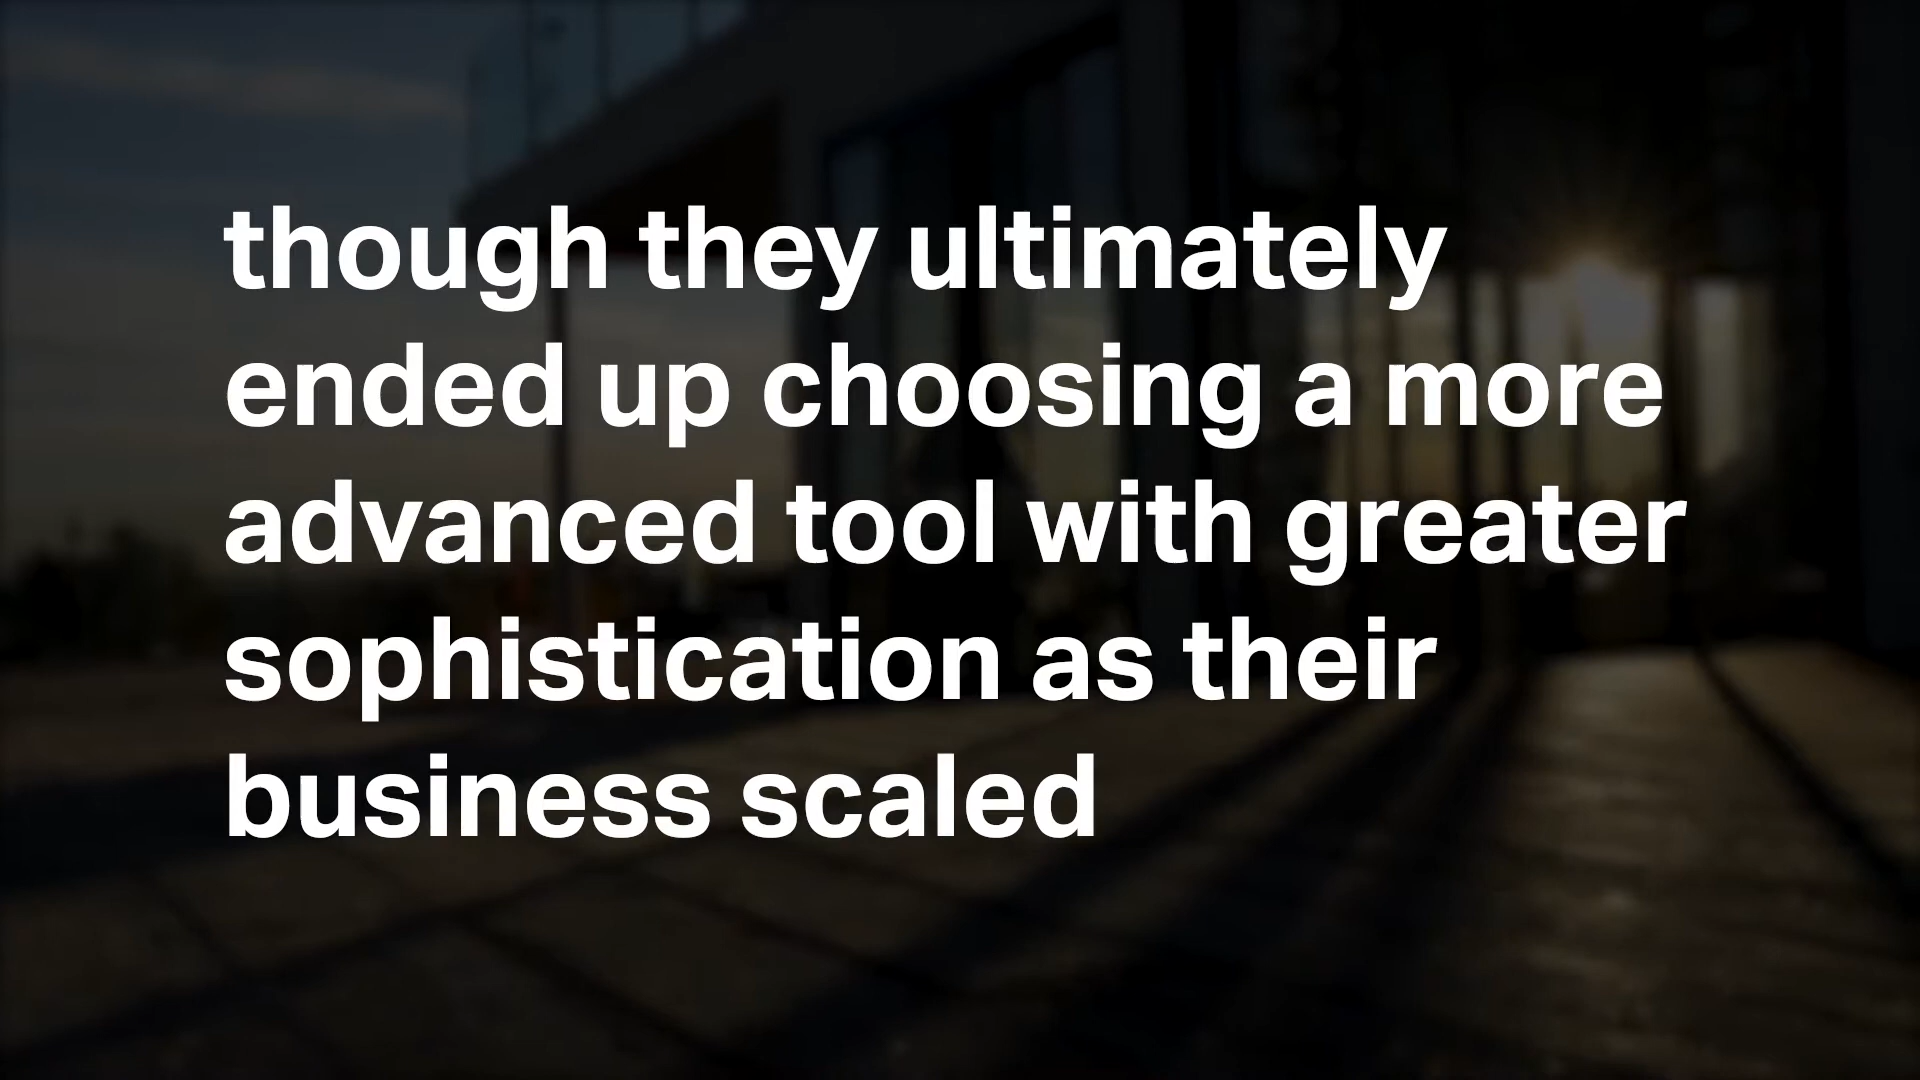 though they ultimately
ended up choosing a more
advanced tool with greater
sophistication as their
business scaled